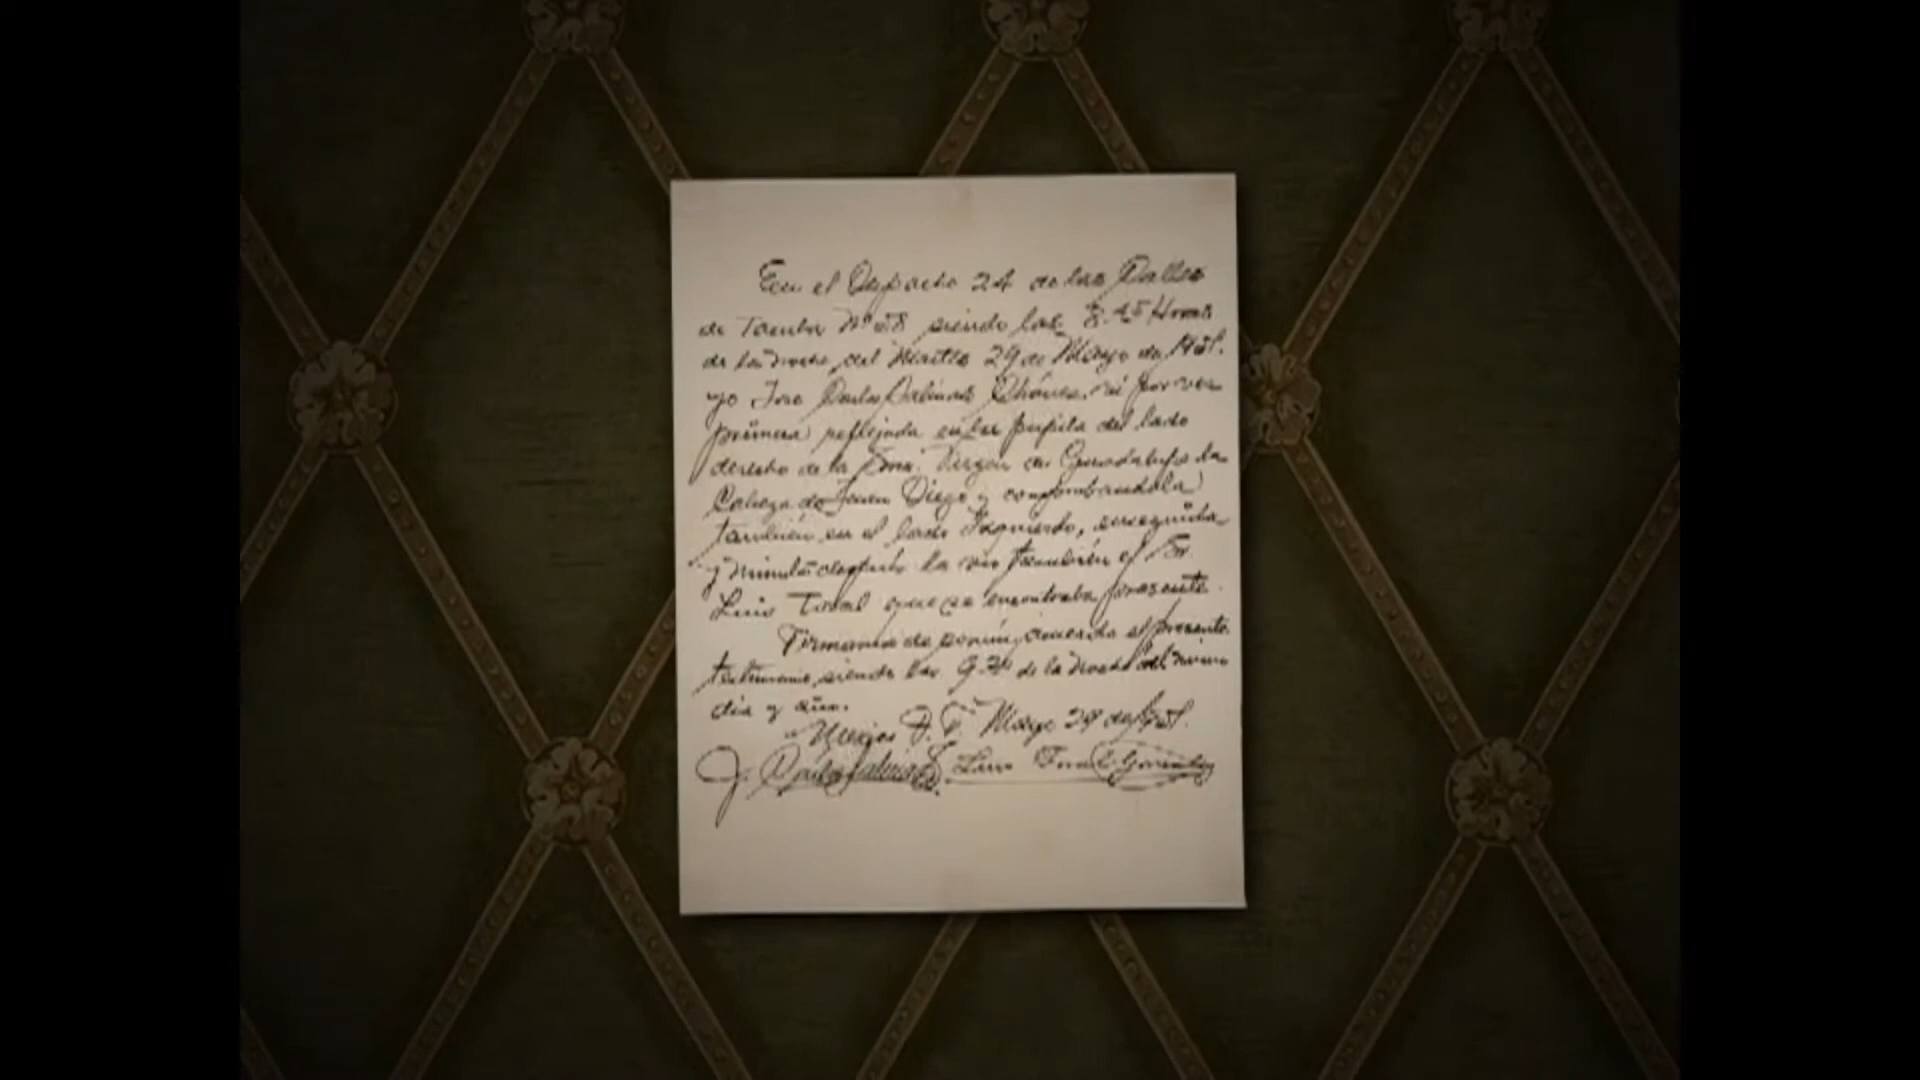 En el Despacho 24 de las Calles
de Tacuba Nº 58 siendo las 8.45 Horas
de la Noche, del Martes 29 de Mayo de 1951.
yo José Carlos Salinas Chávez, ví por vez
primera reflejada en la pupila del lado
derecho de la Sma. Virgen de Guadalupe la
Cabeza de Juan Diego y comprobandola
también en el lado Izquierdo, enseguida
y minutos después la vio también el Sr.
Luis Toral que se encontraba presente.
Firmamos de común acuerdo el presente
testimonio, siendo las 9.20 de la Noche del mismo
día y año.
Mexico D. F. Mayo 29 de 1951.
J. Carlos Salinas Ch. Luis Toral González